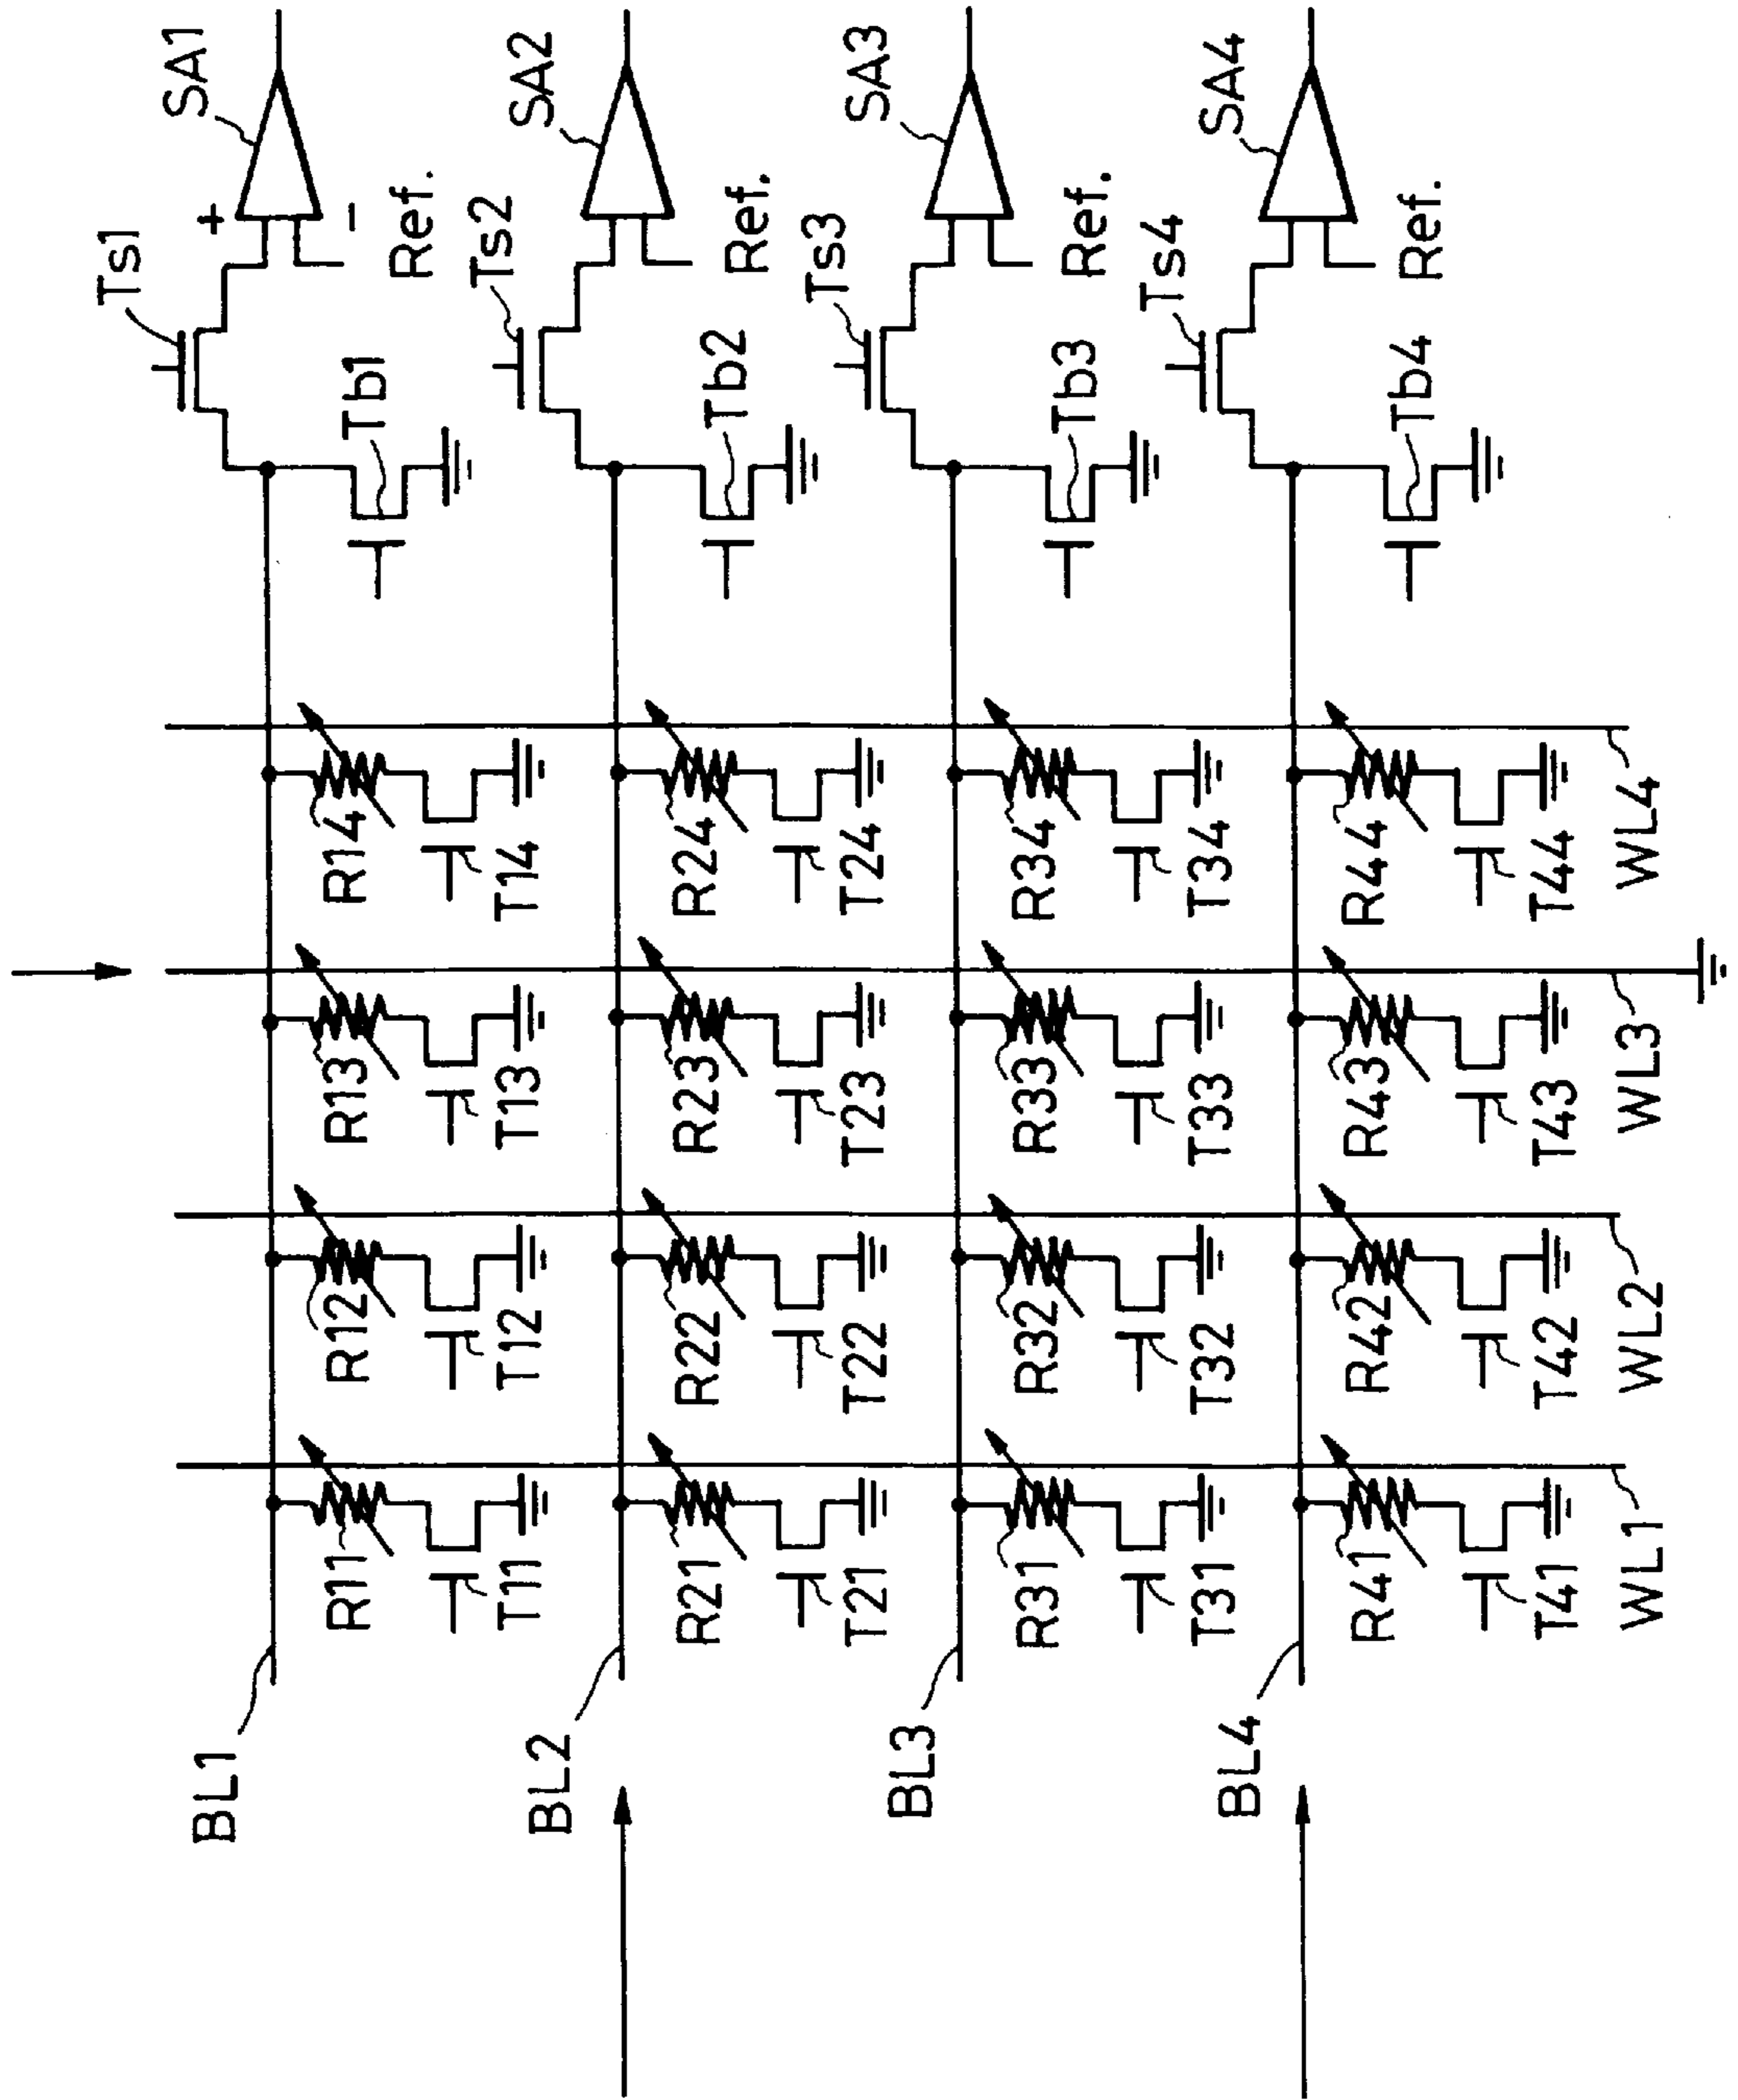 SA1
SA2
SA3
SA4
Ts1
+
-
Ref.
Ts2
Ref.
Ts3
Ref.
Ts4
Ref.
Tb1
Tb2
Tb3
Tb4
R14
T14
R24
T24
R34
T34
R44
T44
WL4
R13
T13
R23
T23
R33
T33
R43
T43
WL3
R12
T12
R22
T22
R32
T32
R42
T42
WL2
R11
T11
R21
T21
R31
T31
R41
T41
WL1
BL1
BL2
BL3
BL4